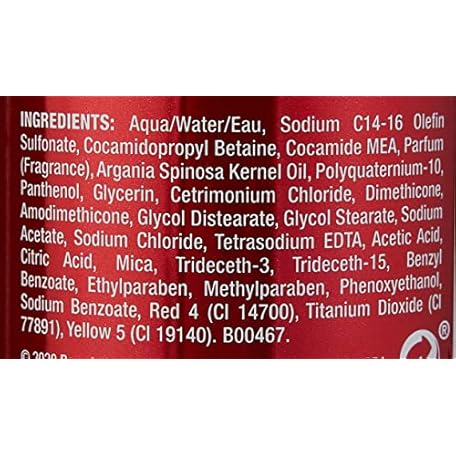 INGREDIENTS: Aqua/Water/Eau, Sodium C14-16 Olefin
Sulfonate, Cocamidopropyl Betaine, Cocamide MEA, Parfum
(Fragrance), Argania Spinosa Kernel Oil, Polyquaternium-10,
Panthenol, Glycerin, Cetrimonium Chloride, Dimethicone,
Amodimethicone, Glycol Distearate, Glycol Stearate, Sodium
Acetate, Sodium Chloride, Tetrasodium EDTA, Acetic Acid,
Citric Acid, Mica, Trideceth-3, Trideceth-15, Benzyl
Benzoate, Ethylparaben, Methylparaben, Phenoxyethanol,
Sodium Benzoate, Red 4 (CI 14700), Titanium Dioxide (CI
77891), Yellow 5 (CI 19140). B00467.
®